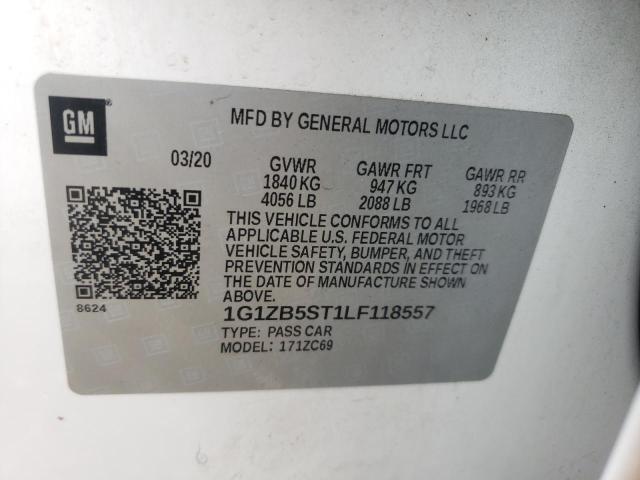 GM
MFD BY GENERAL MOTORS LLC
03/20 GVWR GAWR FRT GAWR RR
1840 KG 947 KG 893 KG
4056 LB 2088 LB 1968 LB
THIS VEHICLE CONFORMS TO ALL
APPLICABLE U.S. FEDERAL MOTOR
VEHICLE SAFETY, BUMPER, AND THEFT
PREVENTION STANDARDS IN EFFECT ON
THE DATE OF MANUFACTURE SHOWN
ABOVE.
8624
1G1ZB5ST1LF118557
TYPE: PASS CAR
MODEL: 171ZC69